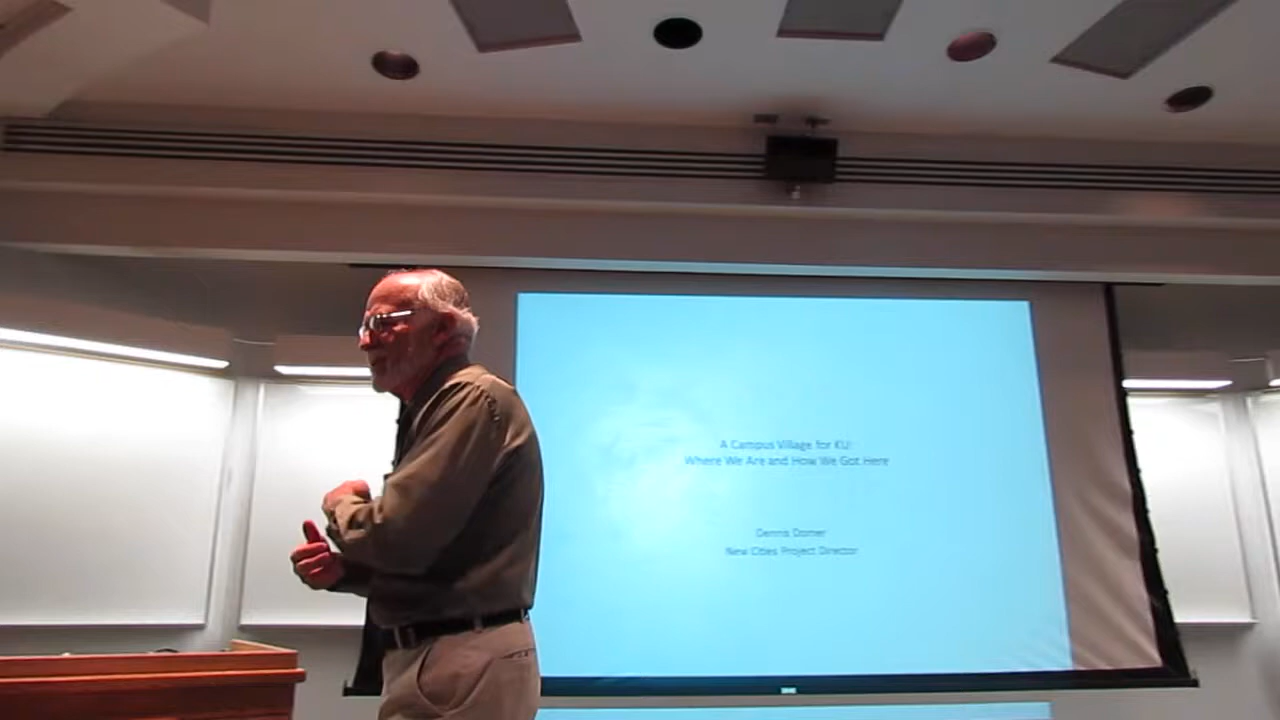 A Campus Village for KU:
Where We Are and How We Got Here
Dennis Domer
New Cities Project Director